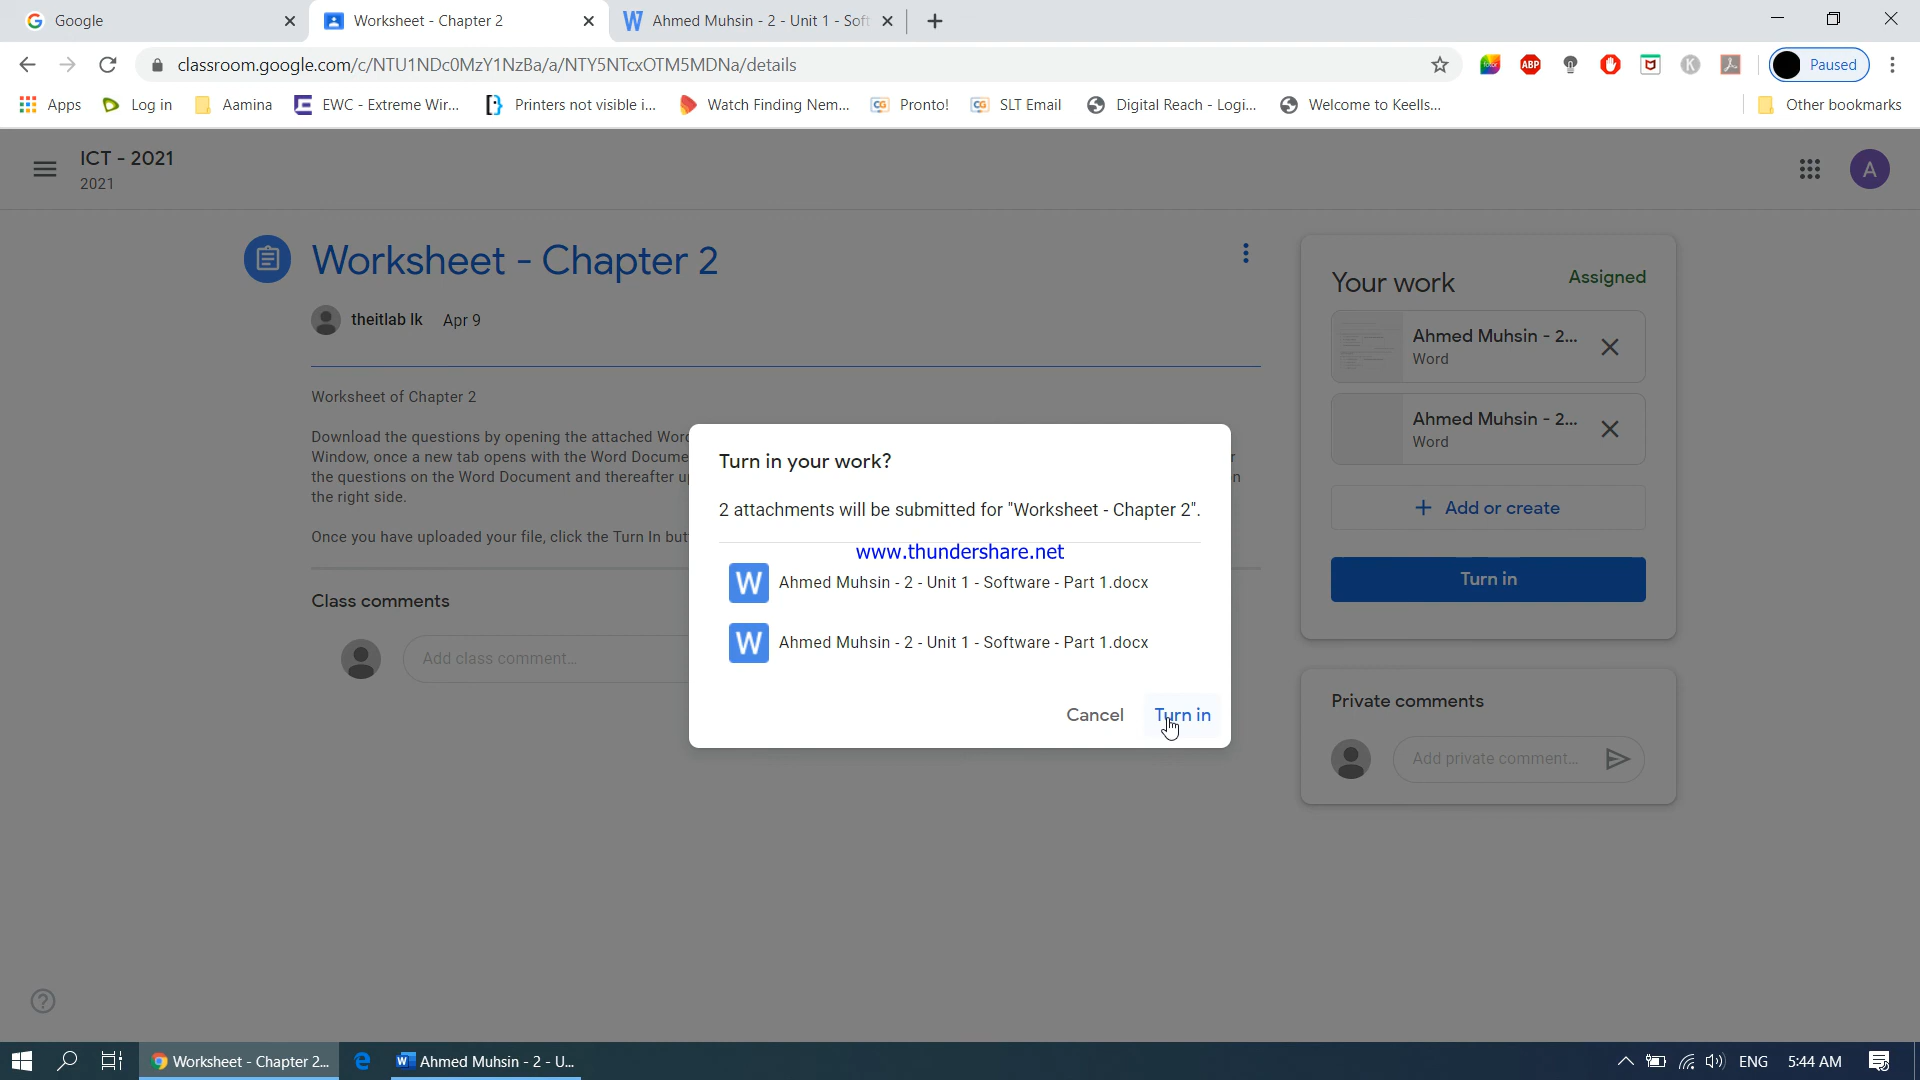 Google
Worksheet - Chapter 2
Ahmed Muhsin - 2 - Unit 1 - Soft
classroom.google.com/c/NTU1NDc0MzY1NzBa/a/NTY5NTcxOTM5MDNa/details
ABP
K
Paused
Apps
Log in
Aamina
EWC - Extreme Wir...
Printers not visible i...
Watch Finding Nem...
CG
Pronto!
CG
SLT Email
Digital Reach - Logi...
Welcome to Keells...
Other bookmarks
ICT - 2021
2021
A
Worksheet - Chapter 2
theitlab lk Apr 9
Worksheet of Chapter 2
Download the questions by opening the attached Wor
Window, once a new tab opens with the Word Docume
the questions on the Word Document and thereafter u
the right side.
Once you have uploaded your file, click the Turn In but
Class comments
Add class comment...
Turn in your work?
2 attachments will be submitted for "Worksheet - Chapter 2".
www.thundershare.net
W Ahmed Muhsin - 2 - Unit 1 - Software - Part 1.docx
W Ahmed Muhsin - 2 - Unit 1 - Software - Part 1.docx
Cancel
Turn in
Your work
Assigned
Ahmed Muhsin - 2...
Word
Ahmed Muhsin - 2...
Word
+ Add or create
Turn in
Private comments
Add private comment...
Worksheet - Chapter 2...
Ahmed Muhsin - 2 - U...
ENG
5:44 AM